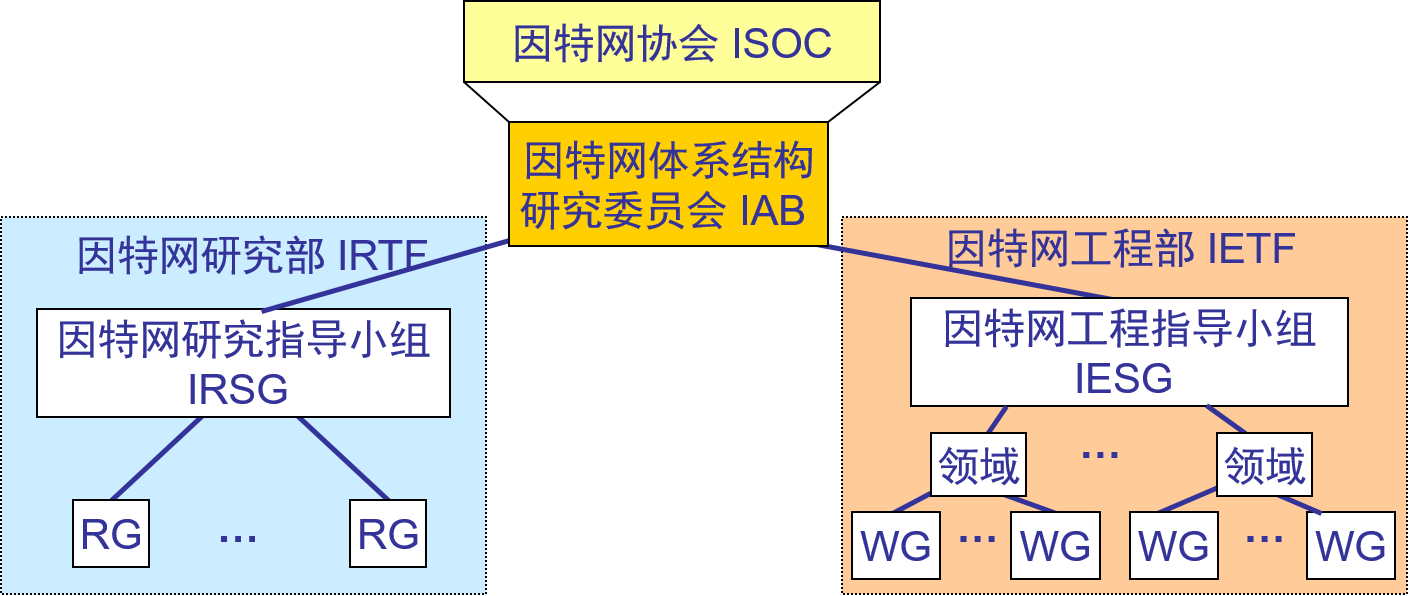 因特网协会 ISOC
因特网体系结构
研究委员会 IAB
因特网研究部 IRTF
因特网研究指导小组
IRSG
RG
…
RG
因特网工程部 IETF
因特网工程指导小组
IESG
领域
…
领域
WG
…
WG
WG
…
WG